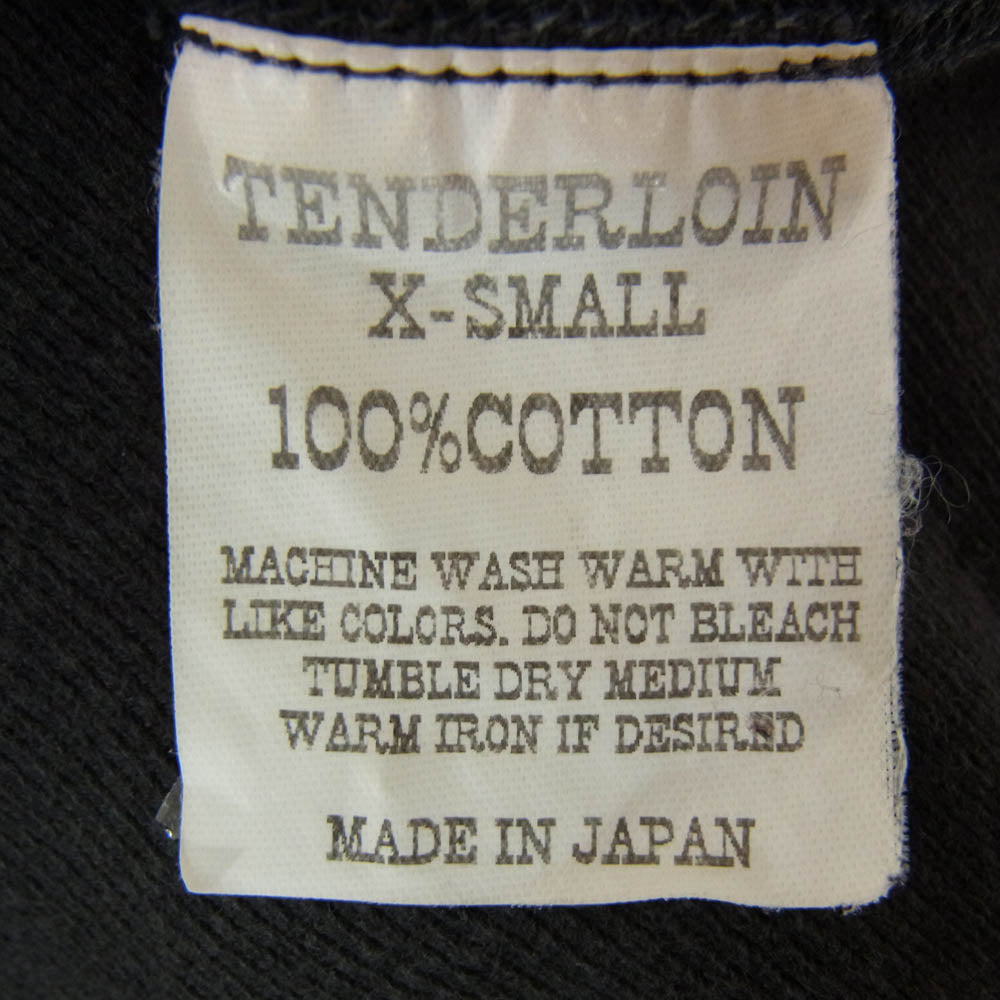 TENDERLOIN
X-SMALL
100%COTTON
MACHINE WASH WARM WITH
LIKE COLORS. DO NOT BLEACH
TUMBLE DRY MEDIUM
WARM IRON IF DESIRED
MADE IN JAPAN